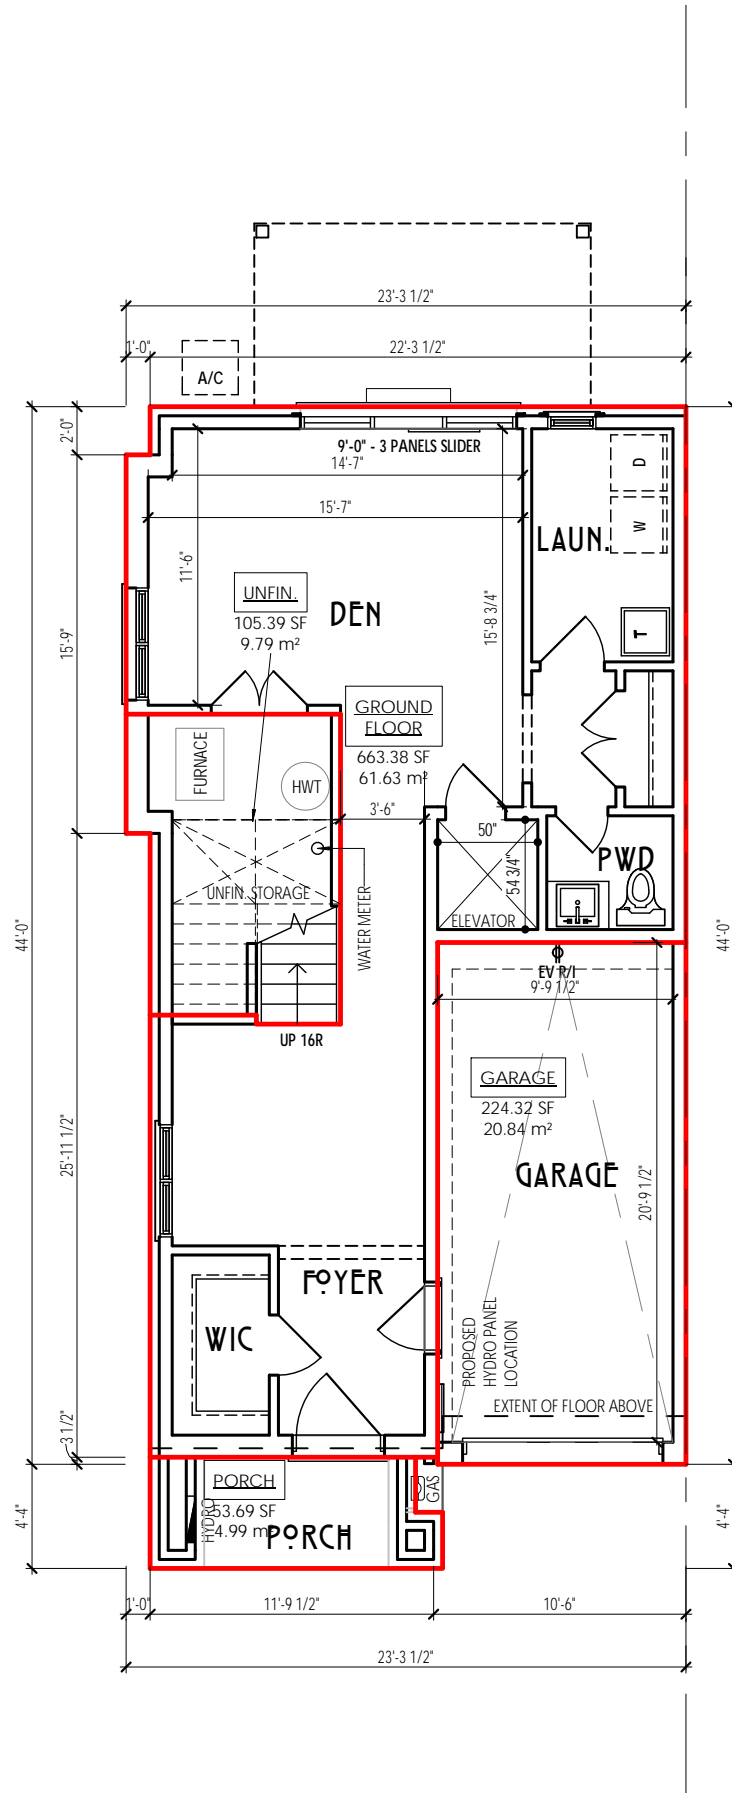 23'-3 1/2"
1'-0"
22'-3 1/2"
A/C
2'-0"
9'-0" - 3 PANELS SLIDER
14'-7"
15'-7"
D
W
LAUN.
T
11'-6"
UNFIN.
105.39 SF
9.79 m²
DEN
15'-8 3/4"
15'-9"
GROUND
FLOOR
663.38 SF
61.63 m²
FURNACE
HWT
3'-6"
50"
54 3/4"
PWD
UNFIN. STORAGE
WATER METER
ELEVATOR
44'-0"
44'-0"
EV R/I
9'-9 1/2"
UP 16R
GARAGE
224.32 SF
20.84 m²
GARAGE
20'-9 1/2"
25'-11 1/2"
FOYER
WIC
PROPOSED
HYDRO PANEL
LOCATION
EXTENT OF FLOOR ABOVE
3 1/2"
PORCH
53.69 SF
4.99 m²
HYDRO
PORCH
GAS
4'-4"
4'-4"
1'-0"
11'-9 1/2"
10'-6"
23'-3 1/2"